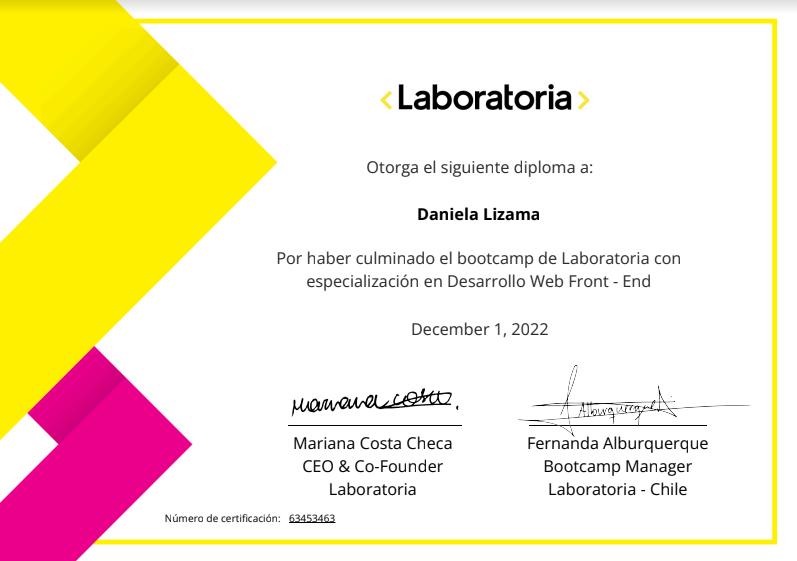 <Laboratoria>
Otorga el siguiente diploma a:
Daniela Lizama
Por haber culminado el bootcamp de Laboratoria con
especialización en Desarrollo Web Front - End
December 1, 2022
mariana costa.
Alburquerque
Mariana Costa Checa
CEO & Co-Founder
Laboratoria
Fernanda Alburquerque
Bootcamp Manager
Laboratoria - Chile
Número de certificación: 63453463